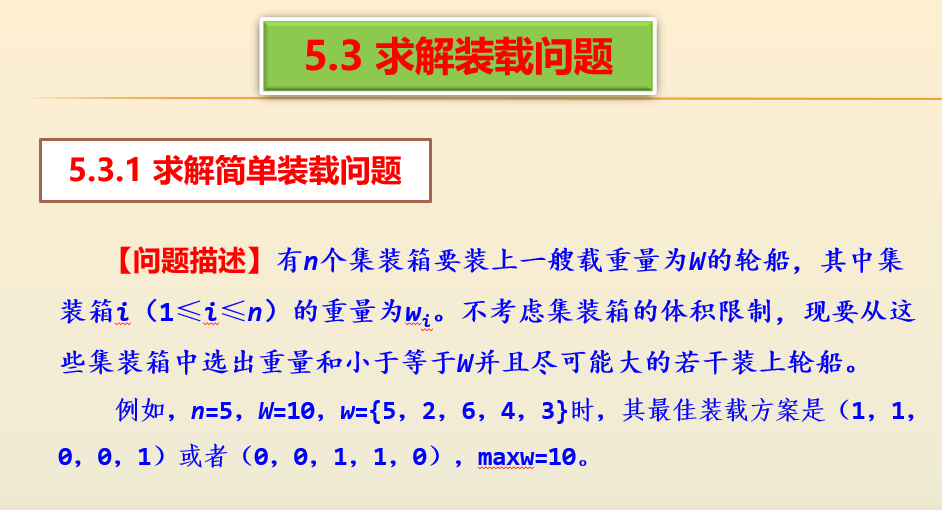 5.3 求解装载问题
5.3.1 求解简单装载问题
【问题描述】有n个集装箱要装上一艘载重量为W的轮船，其中集
装箱i（1≤i≤n）的重量为wi。不考虑集装箱的体积限制，现要从这
些集装箱中选出重量和小于等于W并且尽可能大的若干装上轮船。
例如，n=5，W=10，w={5，2，6，4，3}时，其最佳装载方案是（1，1，
0，0，1）或者（0，0，1，1，0），maxw=10。